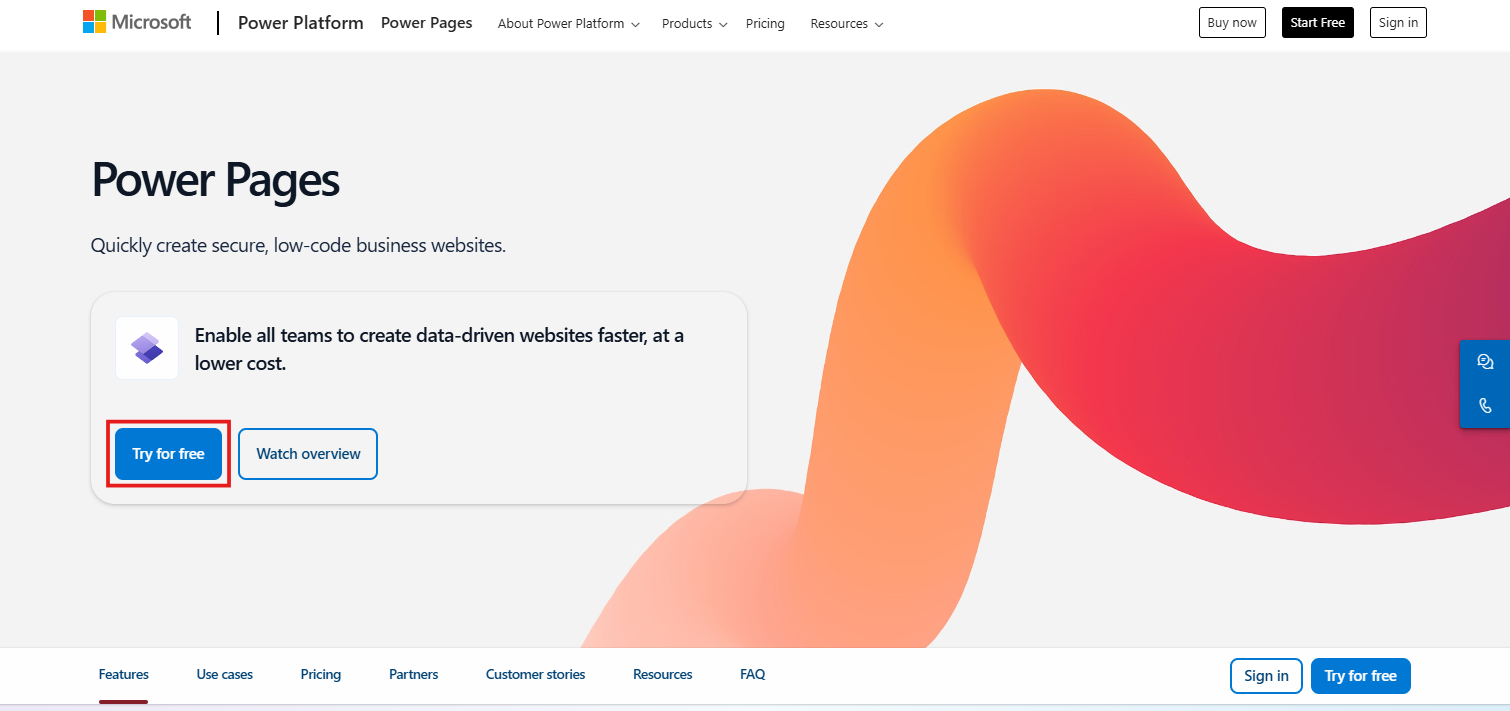 Microsoft
Power Platform
Power Pages
About Power Platform
Products
Pricing
Resources
Buy now
Start Free
Sign in
Power Pages
Quickly create secure, low-code business websites.
Enable all teams to create data-driven websites faster, at a
lower cost.
Try for free
Watch overview
Features
Use cases
Pricing
Partners
Customer stories
Resources
FAQ
Sign in
Try for free